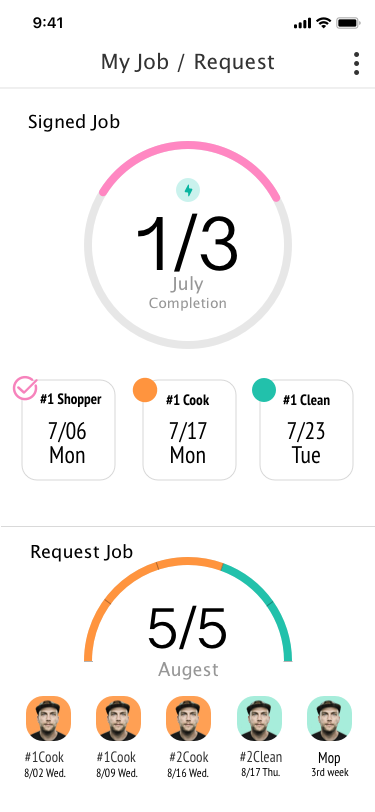 9:41
My Job / Request
Signed Job
1/3
July
Completion
#1 Shopper
7/06
Mon
#1 Cook
7/17
Mon
#1 Clean
7/23
Tue
Request Job
5/5
Augest
#1Cook
8/02 Wed.
#1Cook
8/09 Wed.
#2Cook
8/16 Wed.
#2Clean
8/17 Thu.
Mop
3rd week